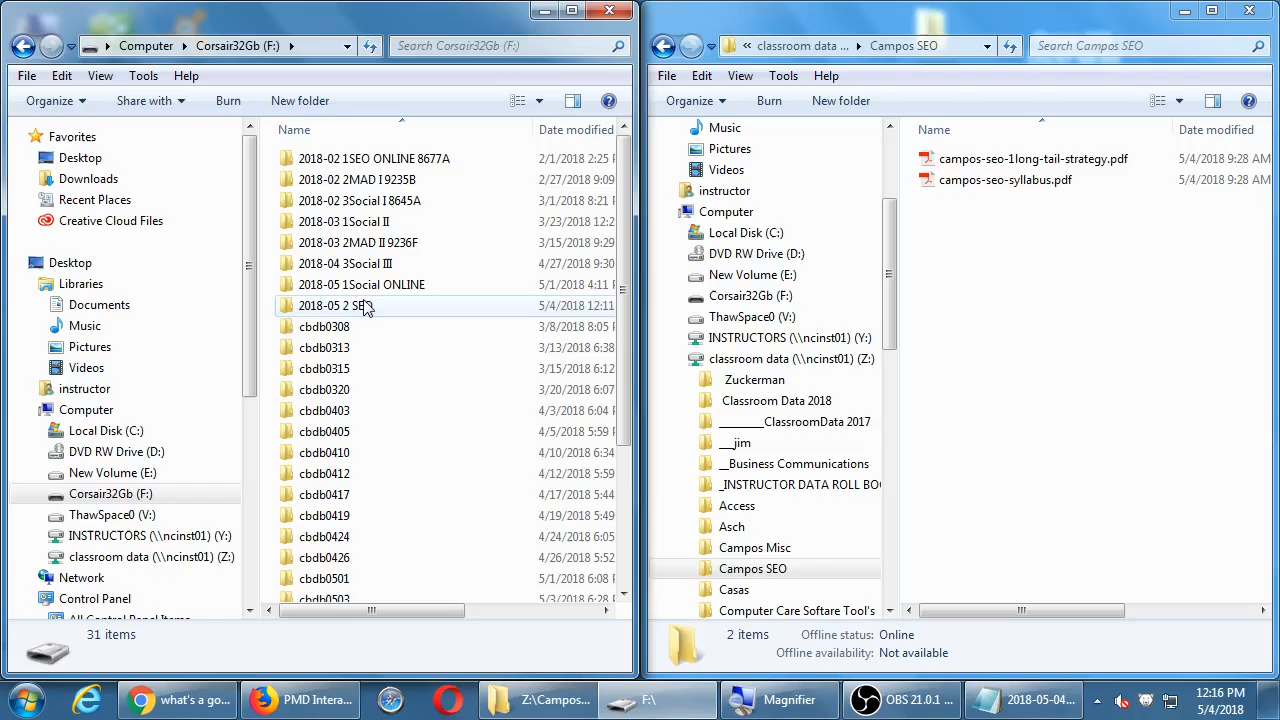 Computer
Corsair32Gb (F:)
Search Corsair32Gb (F:)
File
Edit
View
Tools
Help
Organize
Share with
Burn
New folder
Favorites
Desktop
Downloads
Recent Places
Creative Cloud Files
Desktop
Libraries
Documents
Music
Pictures
Videos
instructor
Computer
Local Disk (C:)
DVD RW Drive (D:)
New Volume (E:)
Corsair32Gb (F:)
ThawSpace0 (V:)
INSTRUCTORS (\\ncinst01) (Y:)
classroom data (\\ncinst01) (Z:)
Network
Control Panel
All Control Panel Items
Name
Date modified
2018-02 1SEO ONLINE 8777A 2/1/2018 2:25
2018-02 2MAD I 9235B 2/27/2018 9:09
2018-02 3Social I 8645A 3/1/2018 8:21
2018-03 1Social II 3/23/2018 12:2
2018-03 2MAD II 9236F 3/15/2018 9:29
2018-04 3Social III 4/27/2018 9:30
2018-05 1Social ONLINE 5/1/2018 4:11
2018-05 2 SEO 5/4/2018 12:11
cbdb0308 3/8/2018 8:05
cbdb0313 3/13/2018 6:38
cbdb0315 3/15/2018 6:12
cbdb0320 3/20/2018 6:07
cbdb0403 4/3/2018 6:04
cbdb0405 4/5/2018 5:59
cbdb0410 4/10/2018 6:34
cbdb0412 4/12/2018 5:59
cbdb0417 4/17/2018 5:44
cbdb0419 4/19/2018 5:49
cbdb0424 4/24/2018 6:05
cbdb0426 4/26/2018 5:52
cbdb0501 5/1/2018 6:08
cbdb0503 5/3/2018 6:28
31 items
« classroom data ...
Campos SEO
Search Campos SEO
File
Edit
View
Tools
Help
Organize
Burn
New folder
Music
Pictures
Videos
instructor
Computer
Local Disk (C:)
DVD RW Drive (D:)
New Volume (E:)
Corsair32Gb (F:)
ThawSpace0 (V:)
INSTRUCTORS (\\ncinst01) (Y:)
classroom data (\\ncinst01) (Z:)
Zuckerman
Classroom Data 2018
________ClassroomData 2017
___jim
__Business Communications
_INSTRUCTOR DATA ROLL BO
Access
Asch
Campos Misc
Campos SEO
Casas
Computer Care Softare Tool's
Name
Date modified
campos-seo-1long-tail-strategy.pdf 5/4/2018 9:28 AM
campos-seo-syllabus.pdf 5/4/2018 9:28 AM
2 items
Offline status: Online
Offline availability: Not available
what's a go...
PMD Intera...
Z:\Campos...
F:\
Magnifier
OBS 21.0.1 ...
2018-05-04...
12:16 PM
5/4/2018